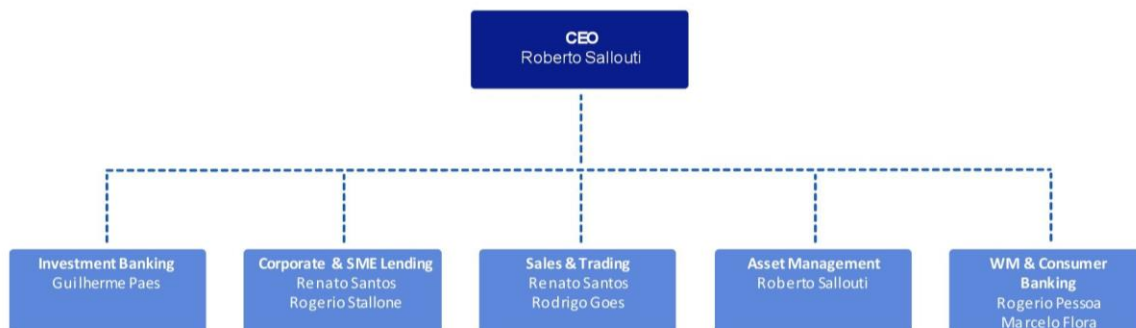 CEO
Roberto Sallouti
Investment Banking
Guilherme Paes
Corporate & SME Lending
Renato Santos
Rogerio Stallone
Sales & Trading
Renato Santos
Rodrigo Goes
Asset Management
Roberto Sallouti
WM & Consumer
Banking
Rogerio Pessoa
Marcelo Flora